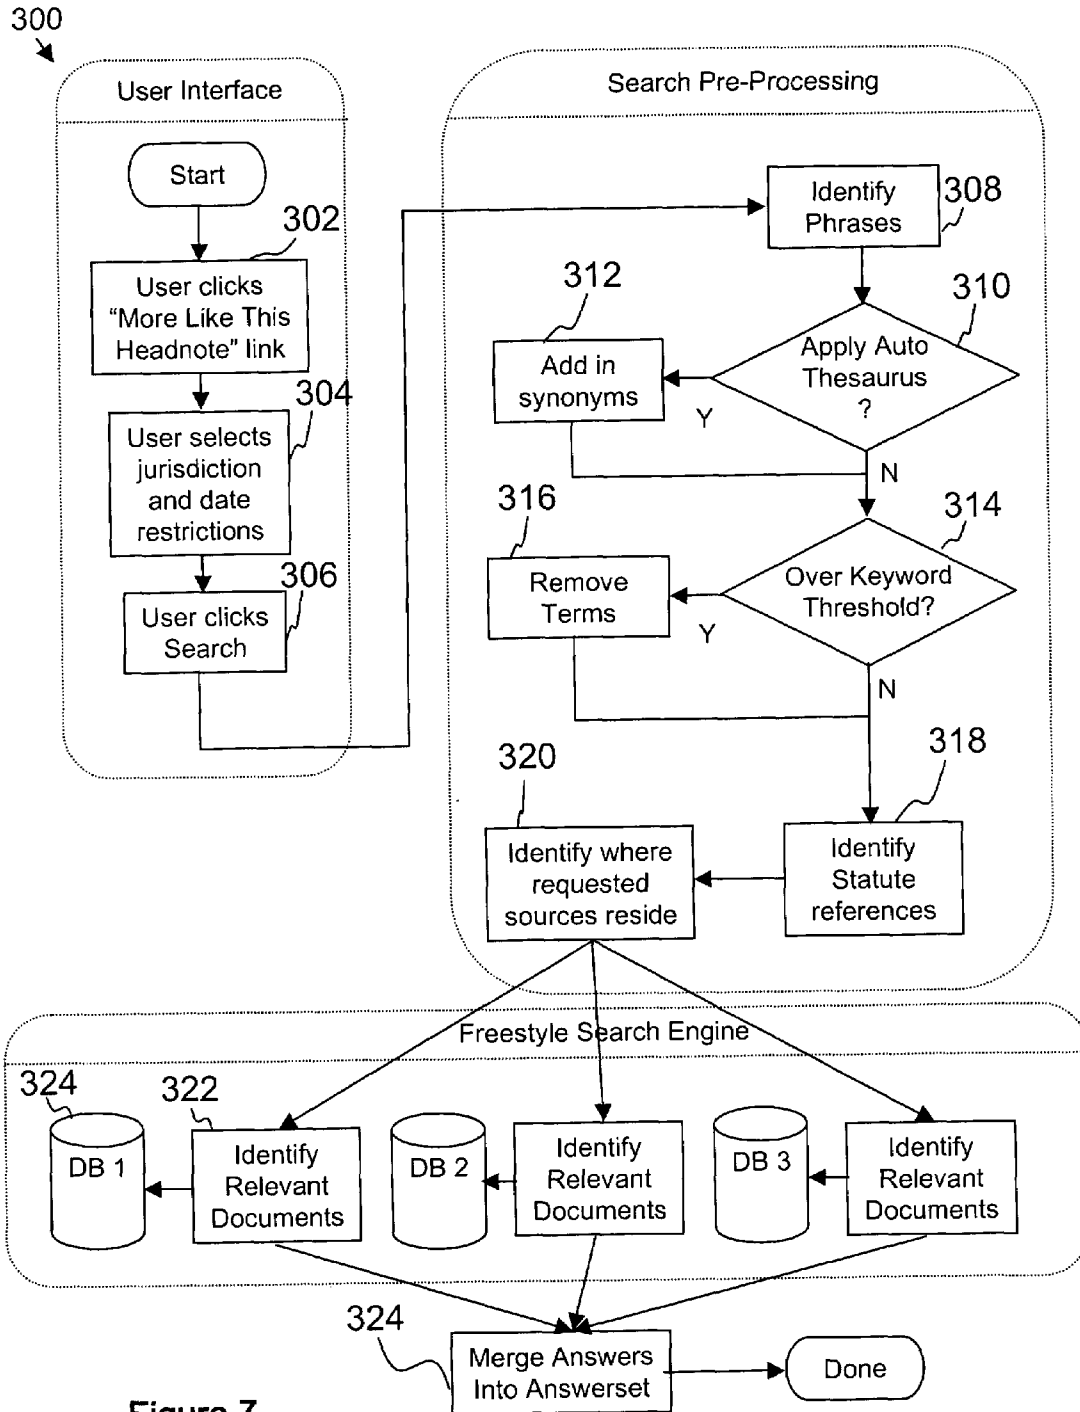 300
User Interface
Start
302
User clicks
“More Like This
Headnote” link
304
User selects
jurisdiction
and date
restrictions
306
User clicks
Search
Search Pre-Processing
Identify
Phrases
308
310
Apply Auto
Thesaurus
?
Y
N
312
Add in
synonyms
314
Over Keyword
Threshold?
Y
N
316
Remove
Terms
318
Identify
Statute
references
320
Identify where
requested
sources reside
Freestyle Search Engine
324
DB 1
322
Identify
Relevant
Documents
DB 2
Identify
Relevant
Documents
DB 3
Identify
Relevant
Documents
324
Merge Answers
Into Answerset
Done
Figure 7